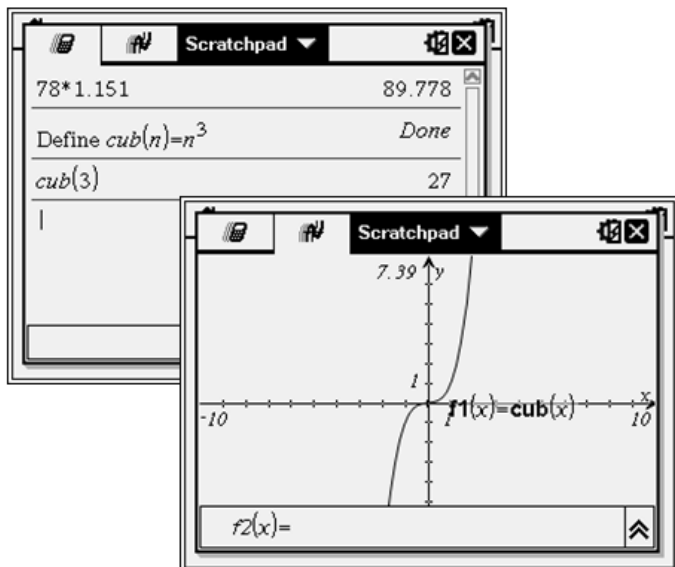 Scratchpad
78*1.151 89.778
Define cub(n)=n³ Done
cub(3) 27
Scratchpad
7.39 y
1
-10 1 f1(x)=cub(x) x 10
f2(x)=